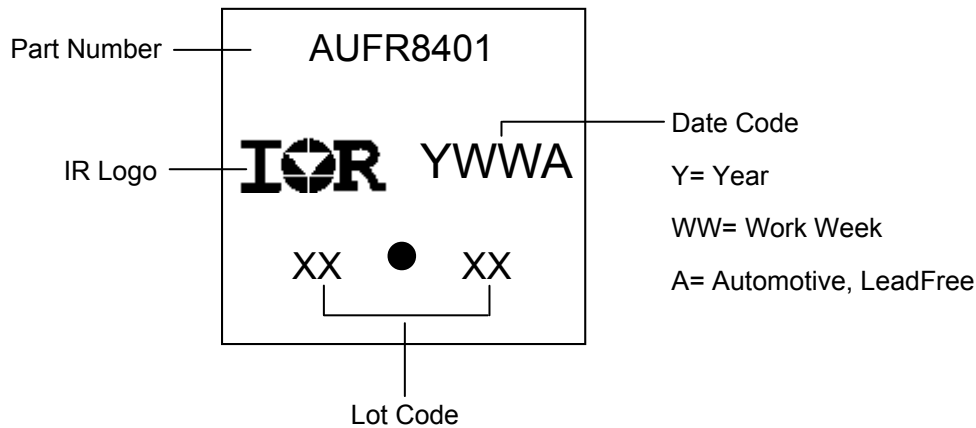 Part Number
AUFR8401
IR Logo
IOR
YWWA
Date Code
Y= Year
WW= Work Week
A= Automotive, LeadFree
XX
XX
Lot Code